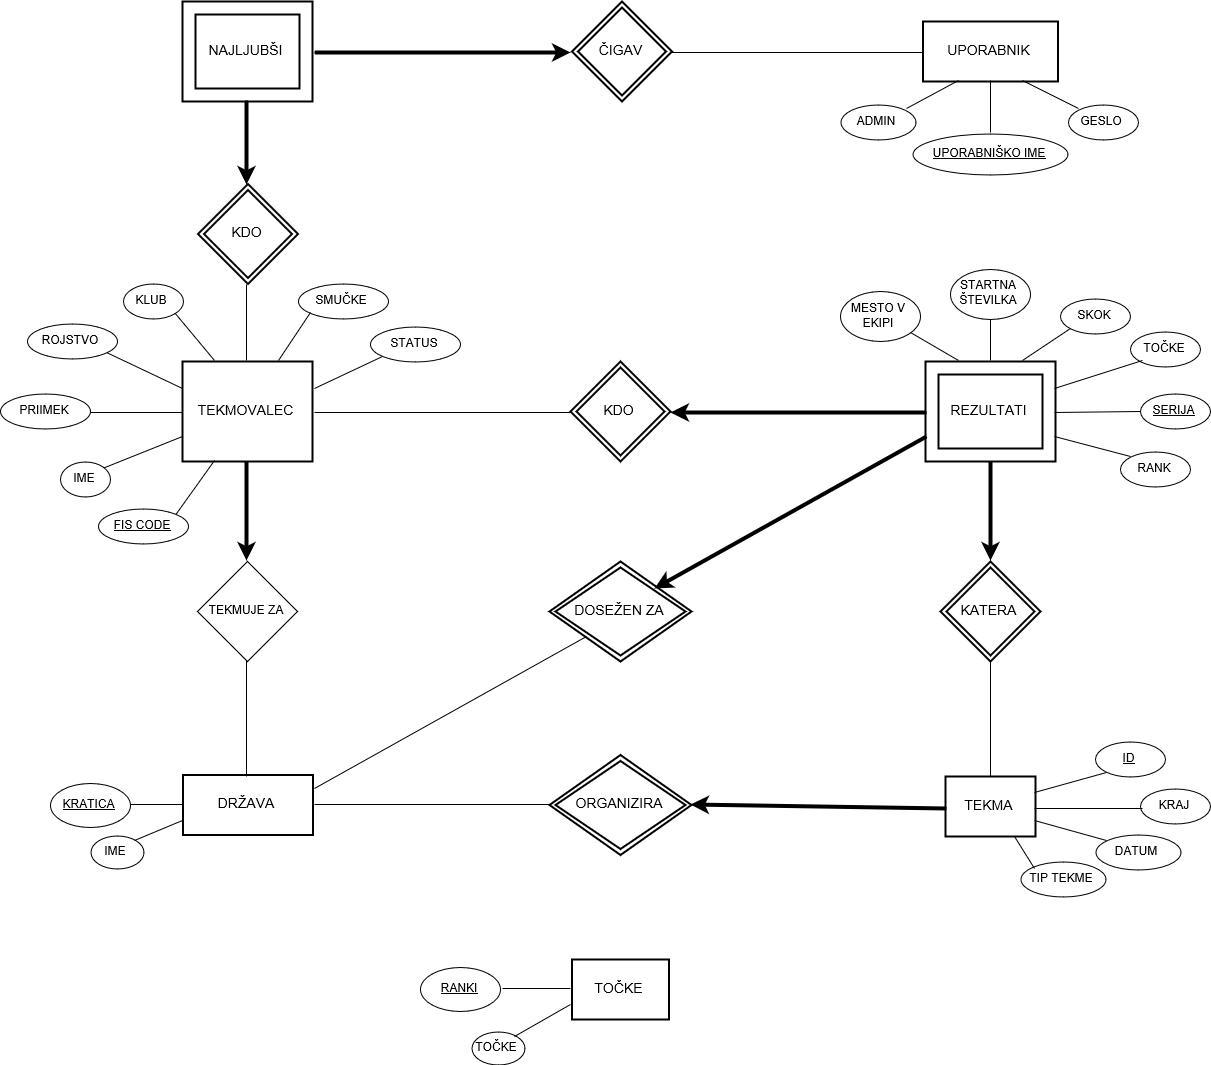 NAJLJUBŠI
ČIGAV
UPORABNIK
ADMIN
GESLO
UPORABNIŠKO IME
KDO
KLUB
SMUČKE
ROJSTVO
STATUS
PRIIMEK
TEKMOVALEC
IME
FIS CODE
KDO
MESTO V
EKIPI
STARTNA
ŠTEVILKA
SKOK
TOČKE
REZULTATI
SERIJA
RANK
TEKMUJE ZA
DOSEŽEN ZA
KATERA
KRATICA
DRŽAVA
IME
ORGANIZIRA
TEKMA
ID
KRAJ
DATUM
TIP TEKME
RANKI
TOČKE
TOČKE